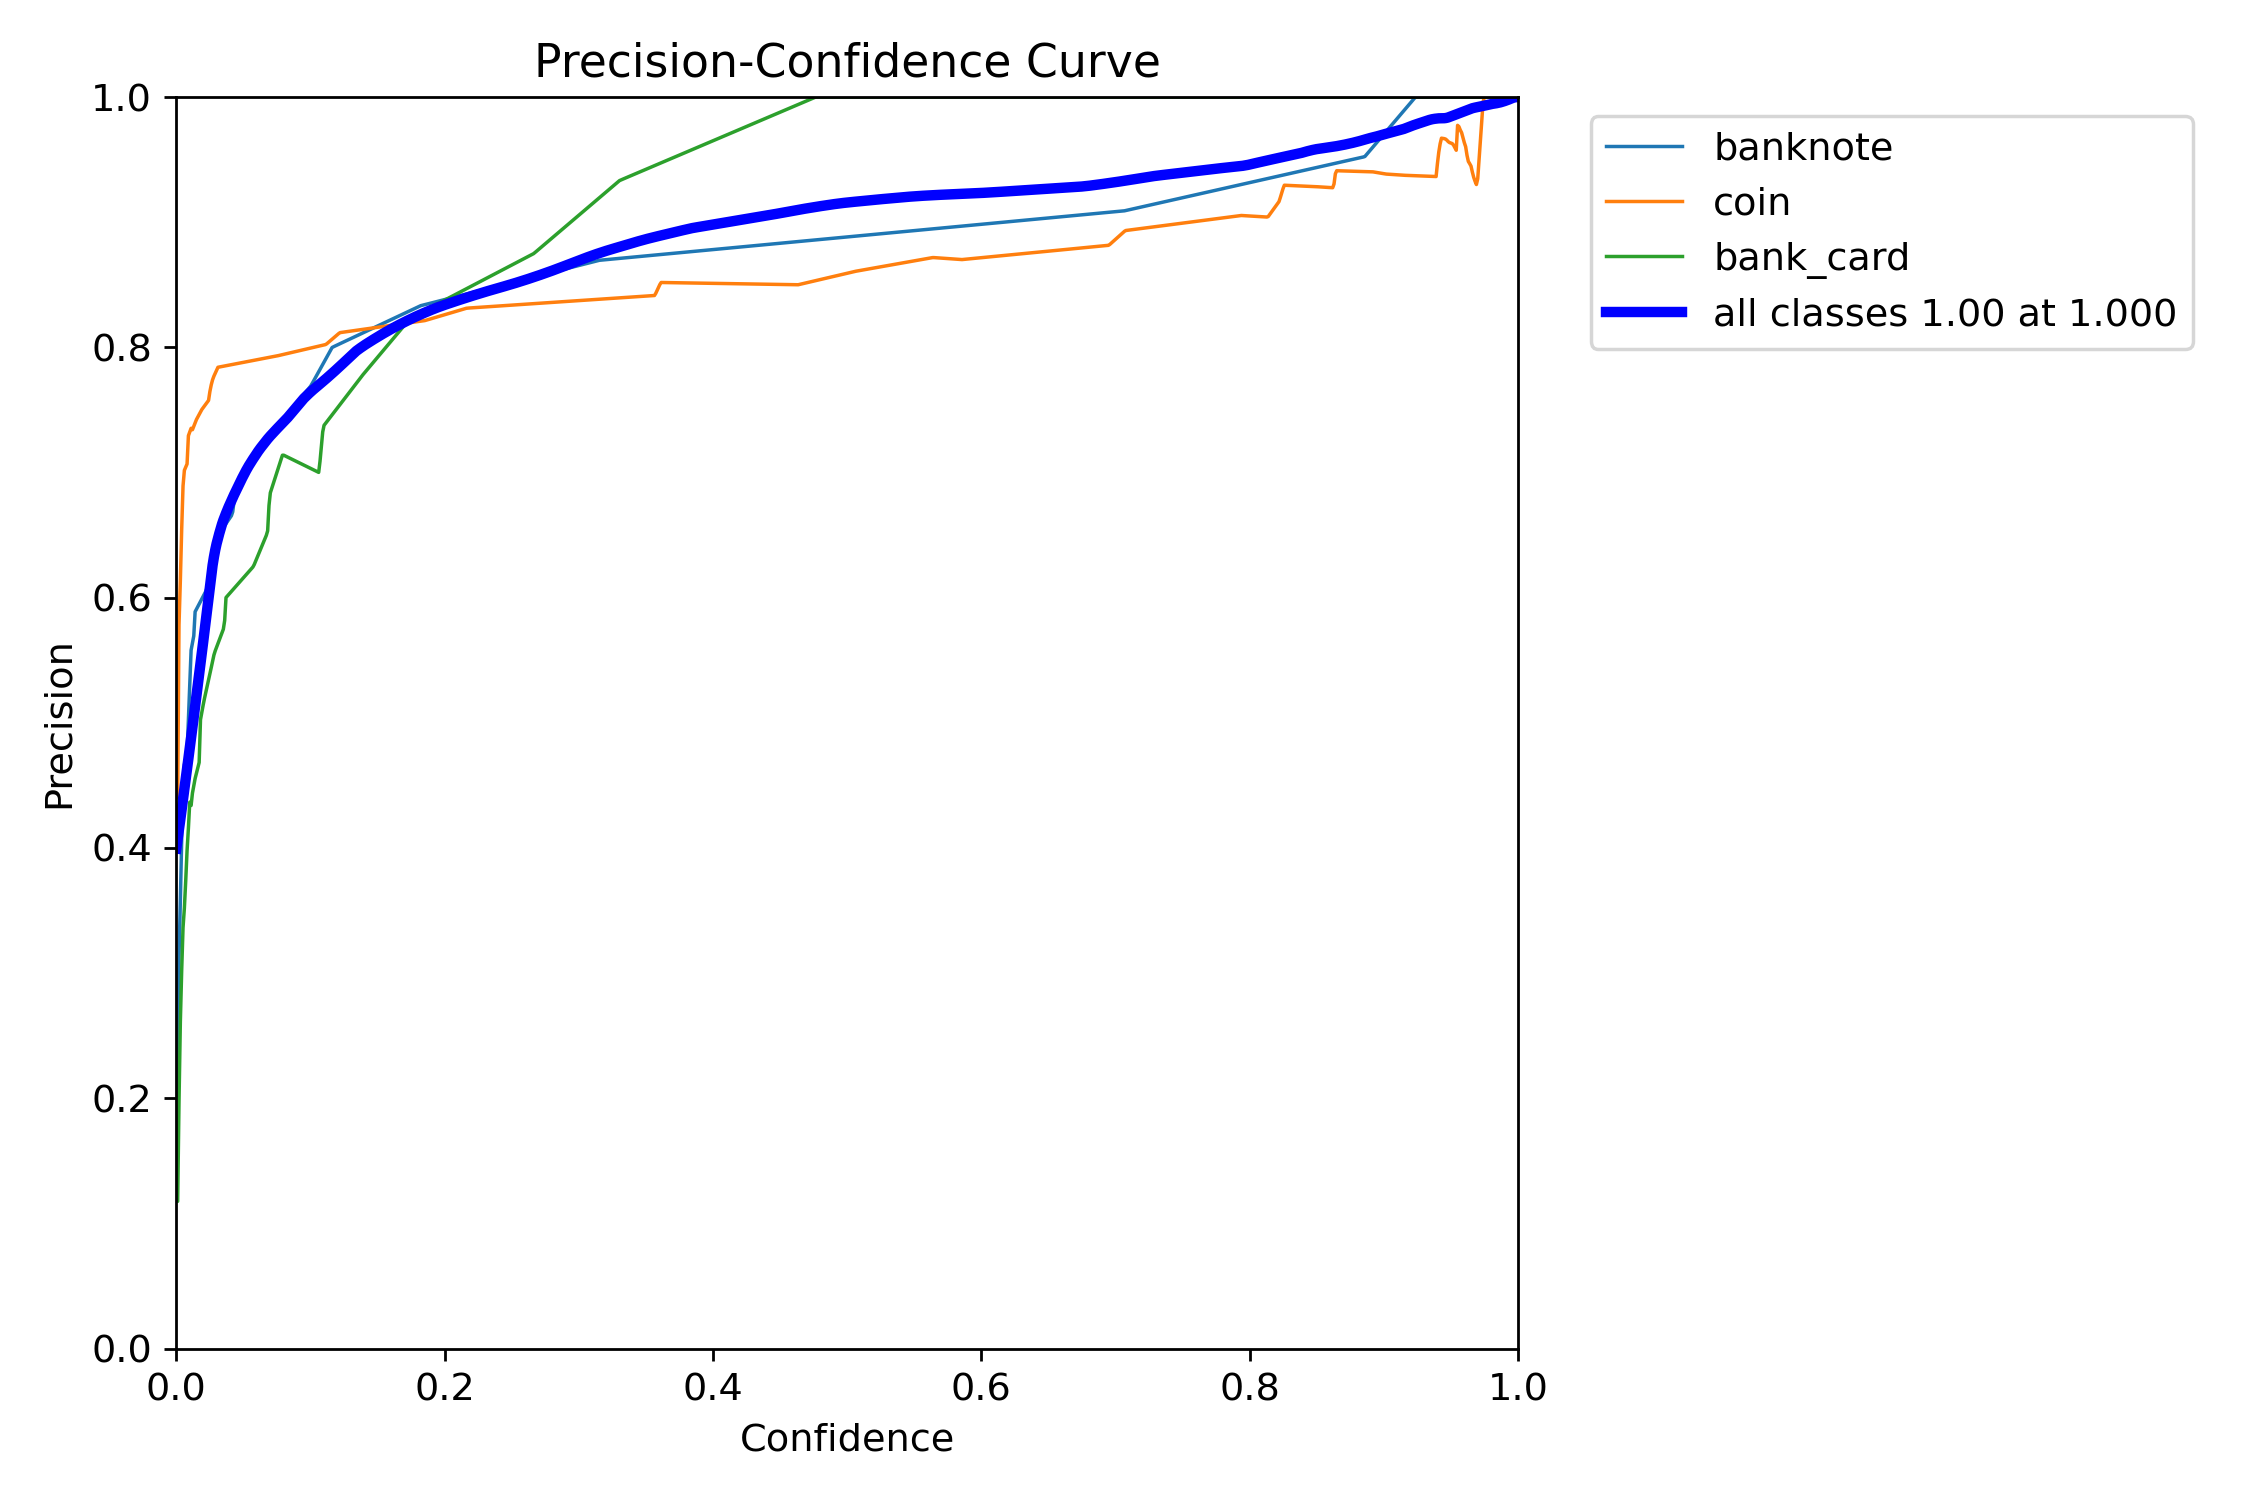 Precision-Confidence Curve
1.0
0.8
0.6
0.4
0.2
0.0
Precision
0.0 0.2 0.4 0.6 0.8 1.0
Confidence
banknote
coin
bank_card
all classes 1.00 at 1.000